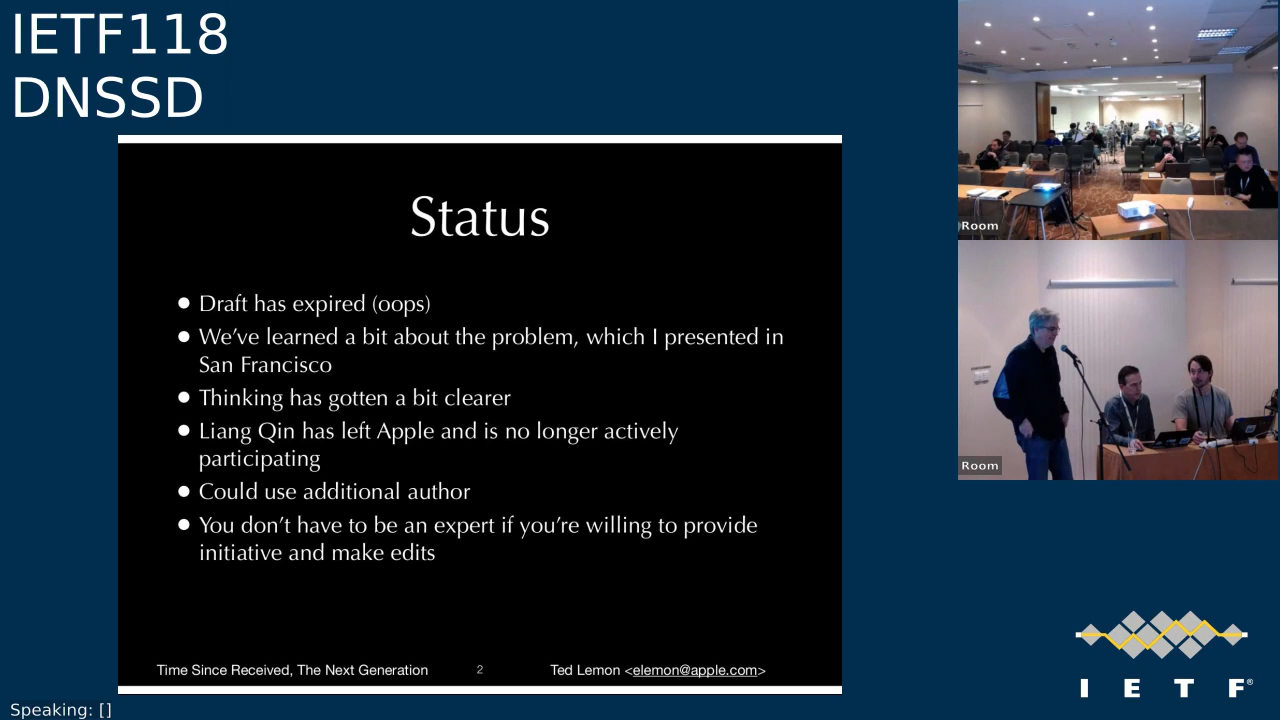 IETF118
DNSSD
Room
Status
● Draft has expired (oops)
● We’ve learned a bit about the problem, which I presented in
San Francisco
● Thinking has gotten a bit clearer
● Liang Qin has left Apple and is no longer actively
participating
● Could use additional author
● You don’t have to be an expert if you’re willing to provide
initiative and make edits
Time Since Received, The Next Generation 2 Ted Lemon <elemon@apple.com>
Room
I E T F®
Speaking: []